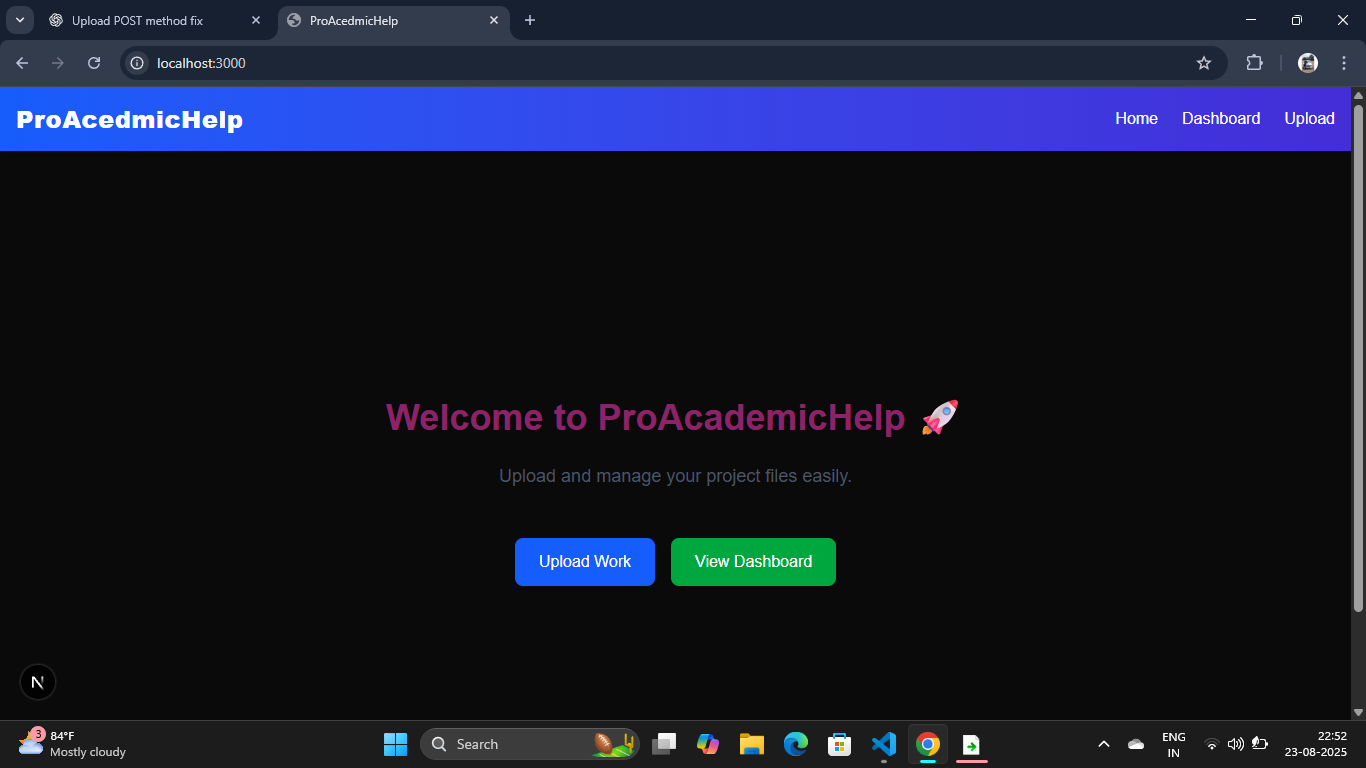 Upload POST method fix
ProAcedmicHelp
localhost:3000
ProAcedmicHelp
Home
Dashboard
Upload
Welcome to ProAcademicHelp 🚀
Upload and manage your project files easily.
Upload Work
View Dashboard
N
3
84°F
Mostly cloudy
Search
ENG
IN
22:52
23-08-2025